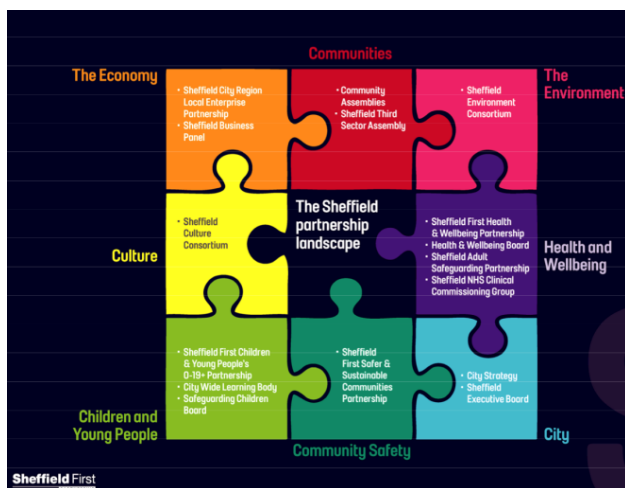 Communities
The Economy
The
Environment
• Sheffield City Region
Local Enterprise
Partnership
• Sheffield Business
Panel
• Community
Assemblies
• Sheffield Third
Sector Assembly
• Sheffield
Environment
Consortium
Culture
• Sheffield
Culture
Consortium
The Sheffield
partnership
landscape
• Sheffield First Health
& Wellbeing Partnership
• Health & Wellbeing Board
• Sheffield Adult
Safeguarding Partnership
• Sheffield NHS Clinical
Commissioning Group
Health and
Wellbeing
• Sheffield First Children
& Young People's
0-19+ Partnership
• City Wide Learning Body
• Safeguarding Children
Board
• Sheffield
First Safer &
Sustainable
Communities
Partnership
• City Strategy
• Sheffield
Executive Board
Children and
Young People
Community Safety
City
Sheffield First